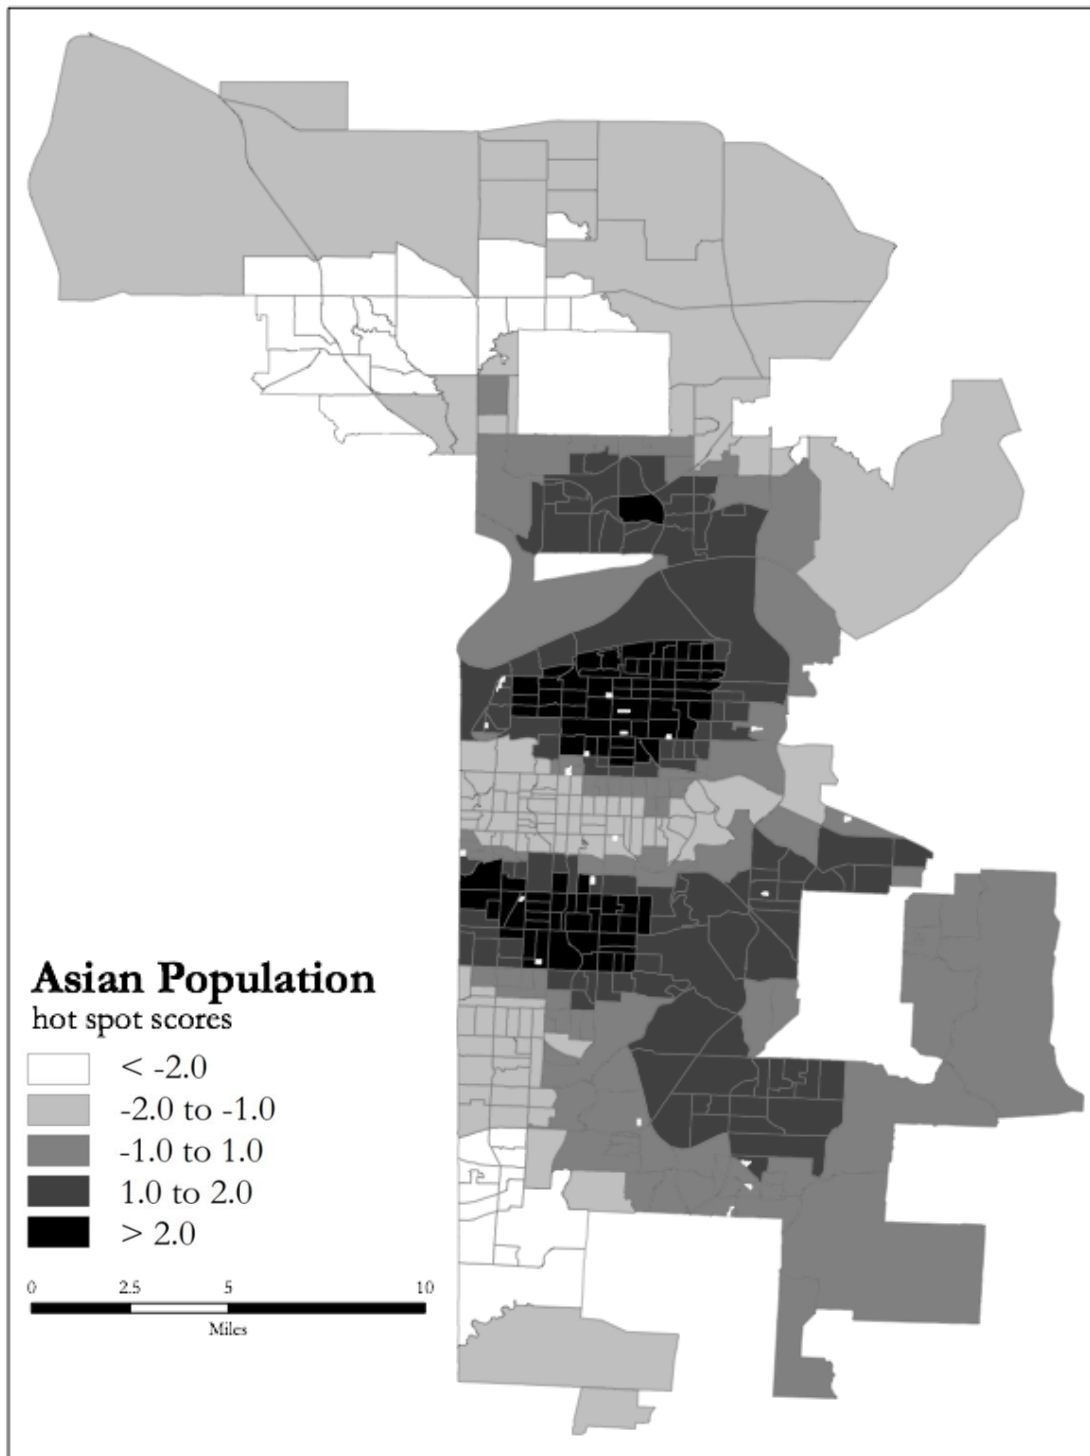 Asian Population
hot spot scores
< -2.0
-2.0 to -1.0
-1.0 to 1.0
1.0 to 2.0
> 2.0
0 2.5 5 10
Miles